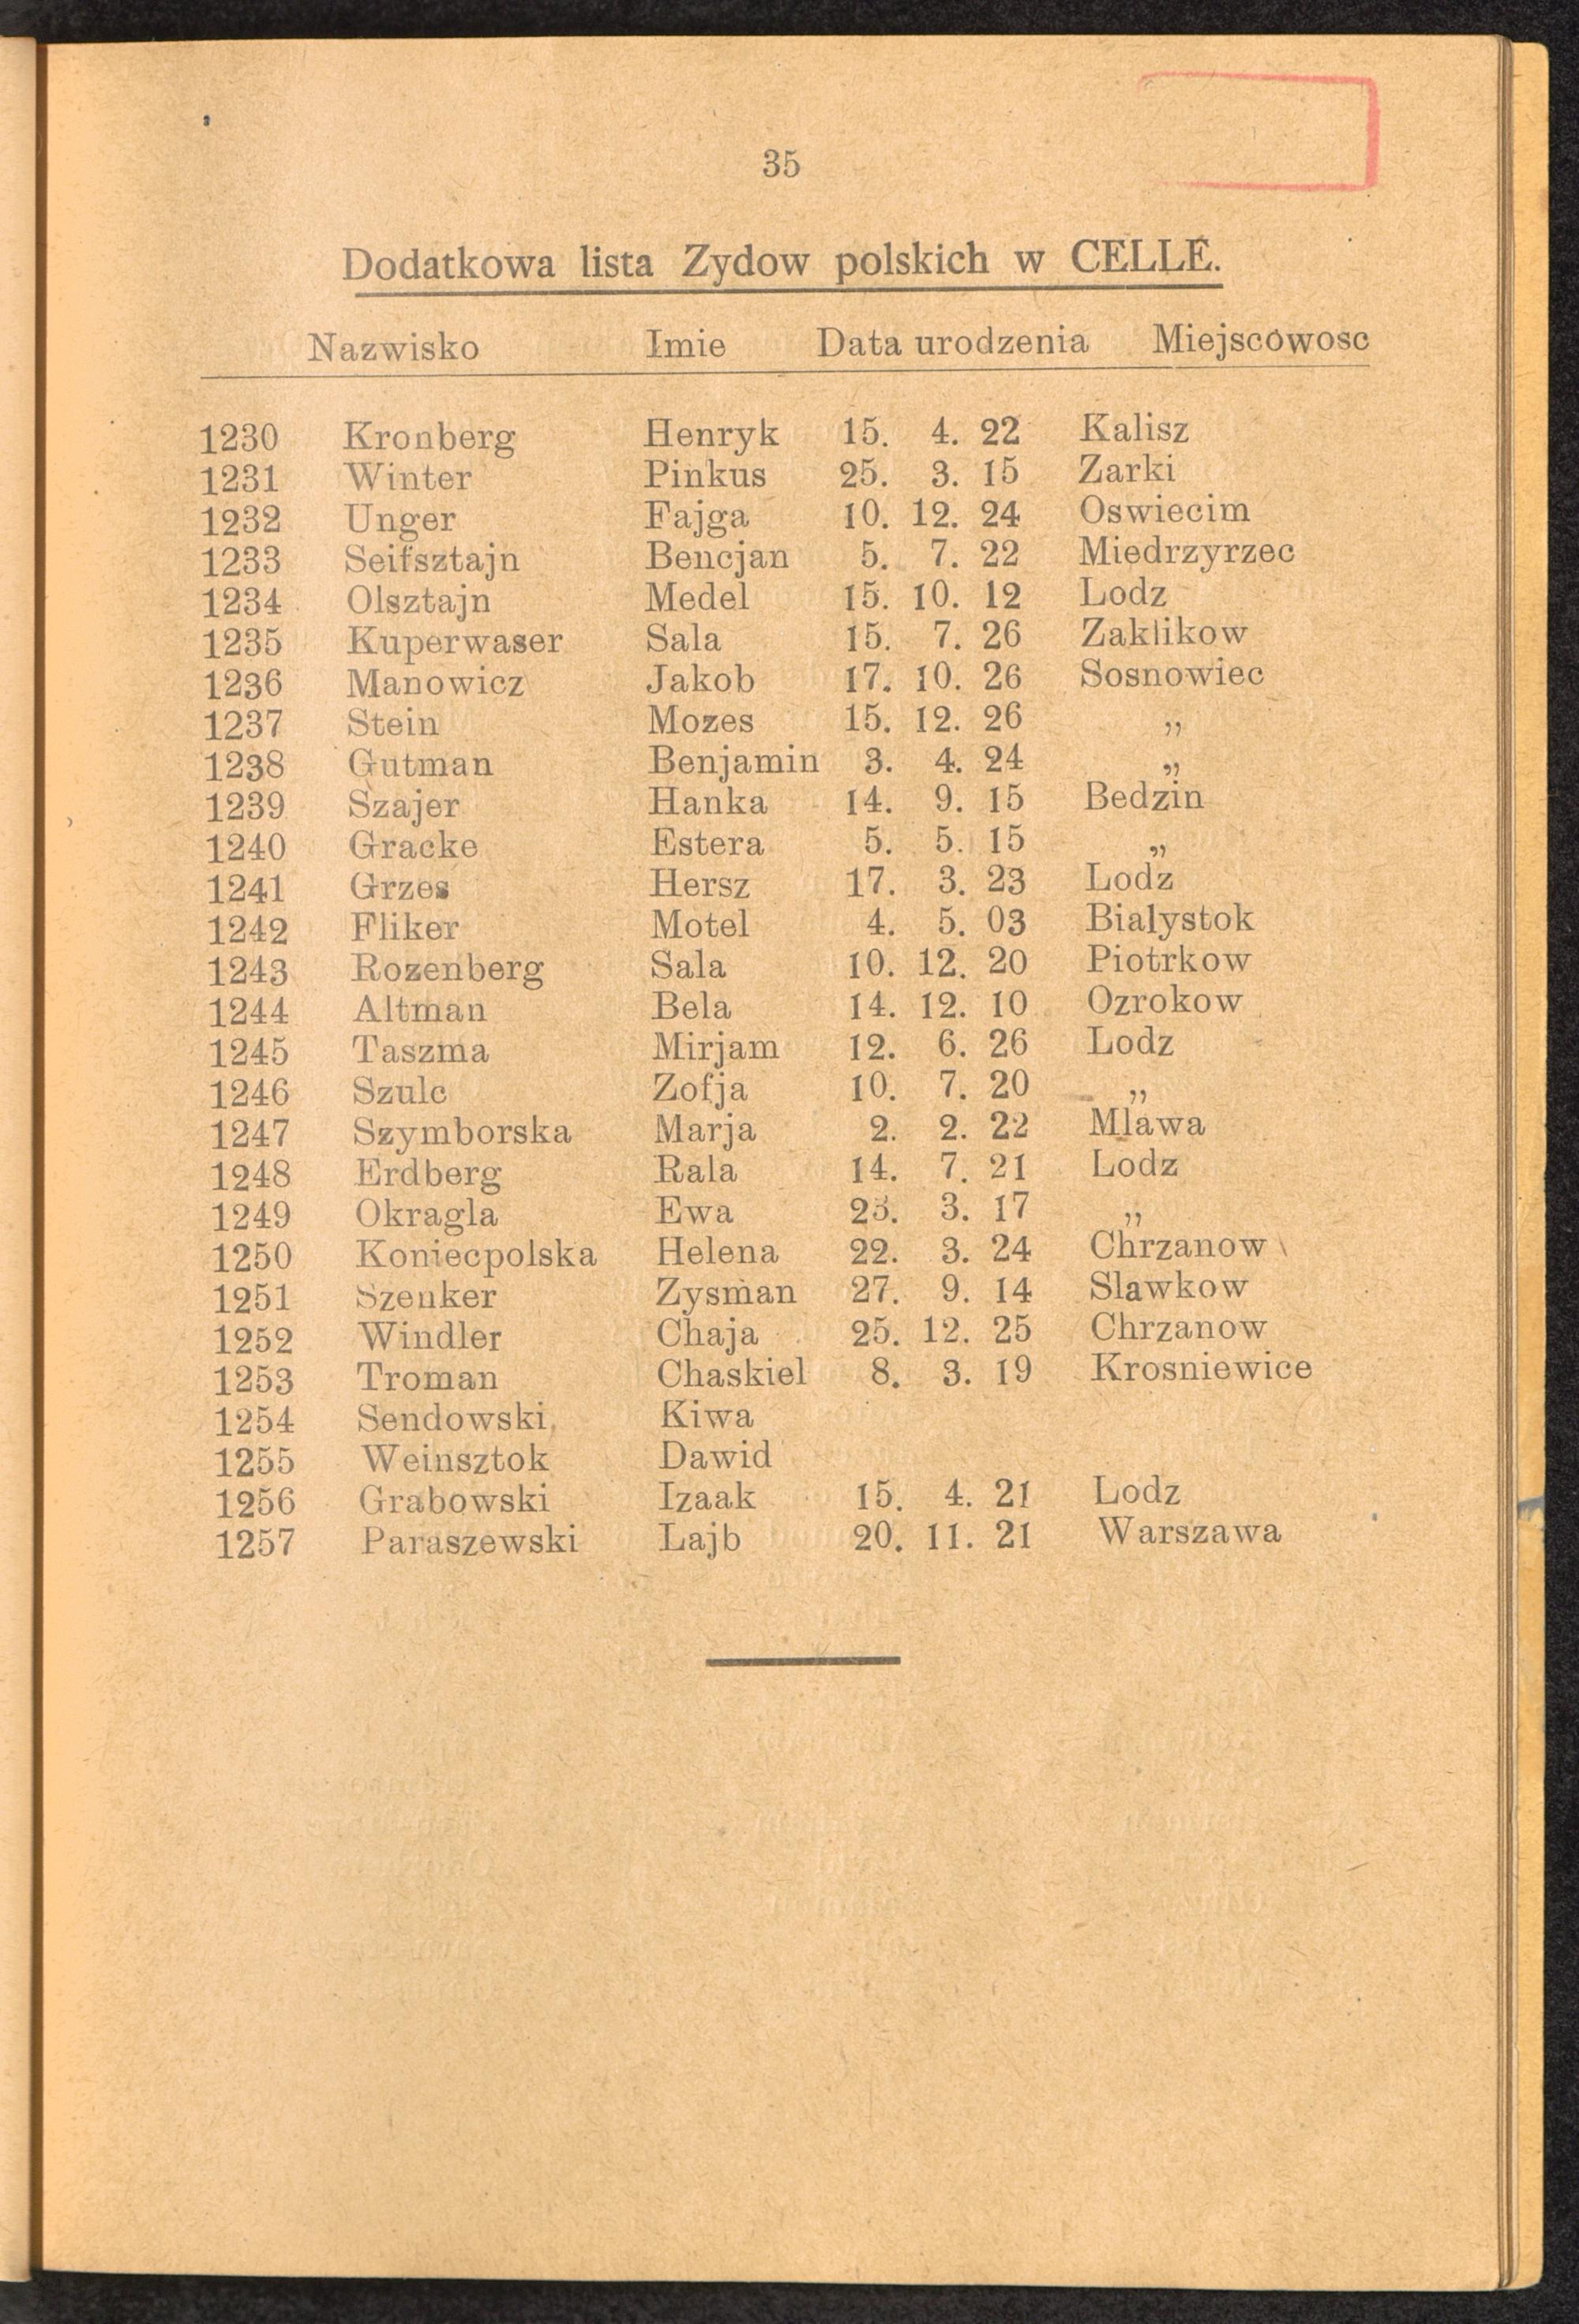 35
Dodatkowa lista Zydow polskich w CELLE.
Nazwisko Imie Data urodzenia Miejscowosc
1230 Kronberg Henryk 15. 4. 22 Kalisz
1231 Winter Pinkus 25. 3. 15 Zarki
1232 Unger Fajga 10. 12. 24 Oswiecim
1233 Seifsztajn Bencjan 5. 7. 22 Miedrzyrzec
1234 Olsztajn Medel 15. 10. 12 Lodz
1235 Kuperwaser Sala 15. 7. 26 Zaklikow
1236 Manowicz Jakob 17. 10. 26 Sosnowiec
1237 Stein Mozes 15. 12. 26 „
1238 Gutman Benjamin 3. 4. 24 „
1239 Szajer Hanka 14. 9. 15 Bedzin
1240 Gracke Estera 5. 5. 15 „
1241 Grzes Hersz 17. 3. 23 Lodz
1242 Fliker Motel 4. 5. 03 Bialystok
1243 Rozenberg Sala 10. 12. 20 Piotrkow
1244 Altman Bela 14. 12. 10 Ozrokow
1245 Taszma Mirjam 12. 6. 26 Lodz
1246 Szulc Zofja 10. 7. 20 „
1247 Szymborska Marja 2. 2. 22 Mlawa
1248 Erdberg Rala 14. 7. 21 Lodz
1249 Okragla Ewa 3. 17 „
1250 Koniecpolska Helena 22. 3. 24 Chrzanow
1251 Szenker Zysman 27. 9. 14 Slawkow
1252 Windler Chaja 25. 12. 25 Chrzanow
1253 Troman Chaskiel 8. 3. 19 Krosniewice
1254 Sendowski Kiwa
1255 Weinsztok Dawid
1256 Grabowski Izaak 15. 4. 21 Lodz
1257 Paraszewski Lajb 20. 11. 21 Warszawa